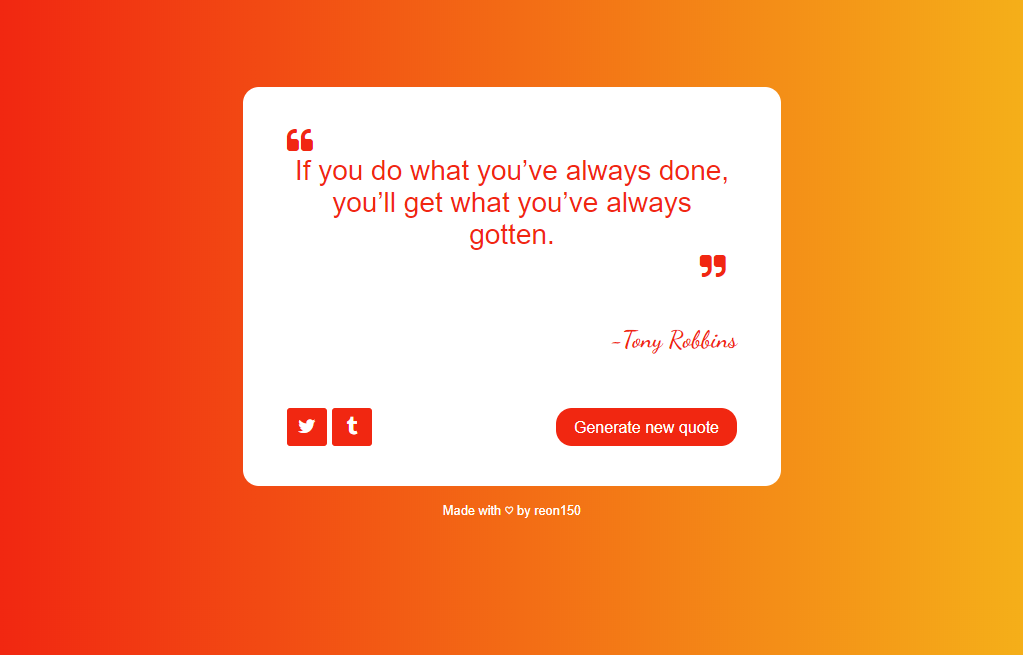 ❝
If you do what you’ve always done,
you’ll get what you’ve always
gotten.
❞
-Tony Robbins
Generate new quote
Made with ♡ by reon150